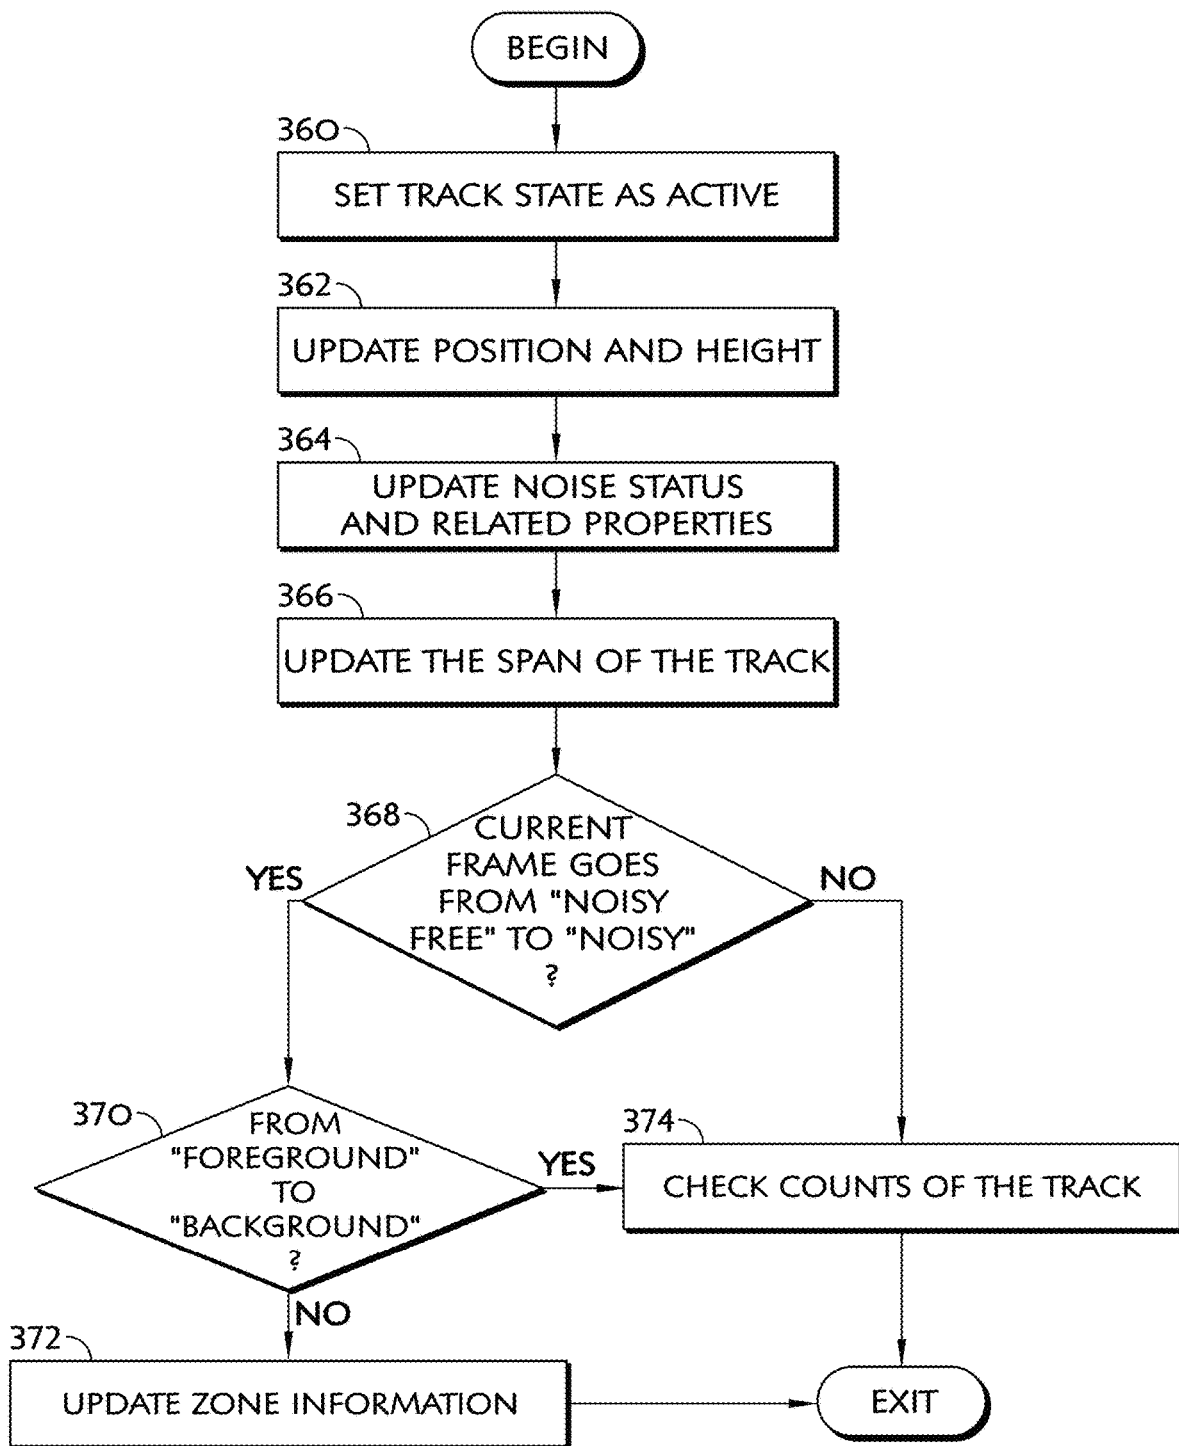 BEGIN
360
SET TRACK STATE AS ACTIVE
362
UPDATE POSITION AND HEIGHT
364
UPDATE NOISE STATUS
AND RELATED PROPERTIES
366
UPDATE THE SPAN OF THE TRACK
368
CURRENT
FRAME GOES
FROM "NOISY
FREE" TO "NOISY"
?
YES
NO
370
FROM
"FOREGROUND"
TO
"BACKGROUND"
?
YES
374
CHECK COUNTS OF THE TRACK
NO
372
UPDATE ZONE INFORMATION
EXIT